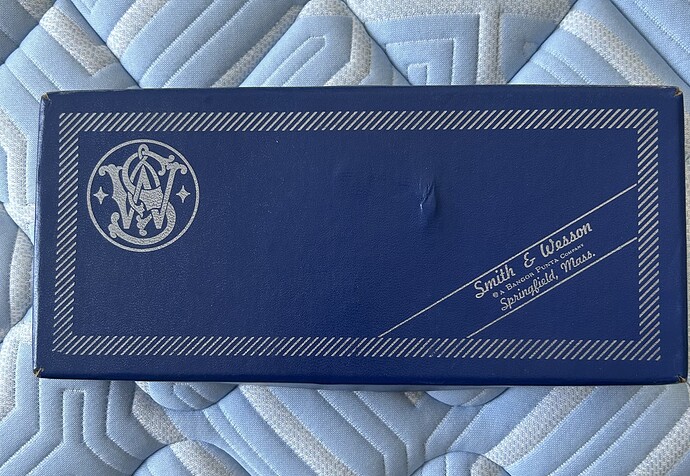 Smith & Wesson
A BANGOR PUNTA COMPANY
Springfield, Mass.